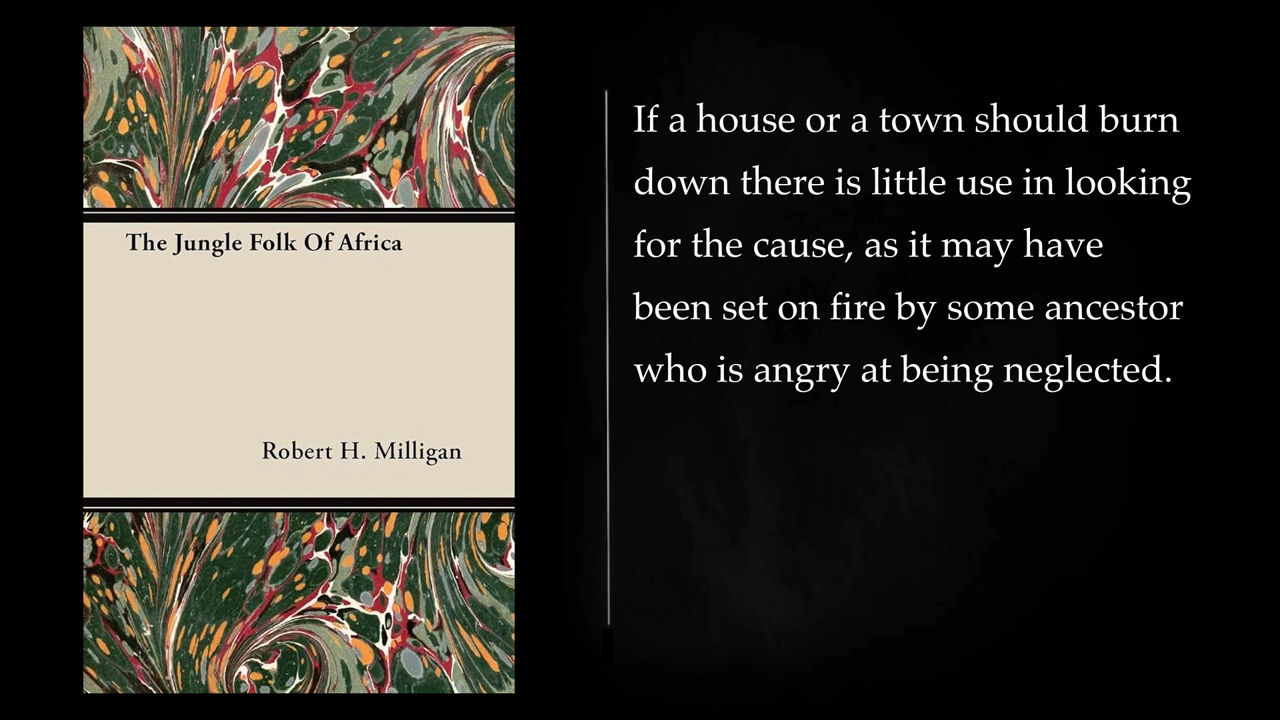 The Jungle Folk Of Africa
Robert H. Milligan
If a house or a town should burn
down there is little use in looking
for the cause, as it may have
been set on fire by some ancestor
who is angry at being neglected.